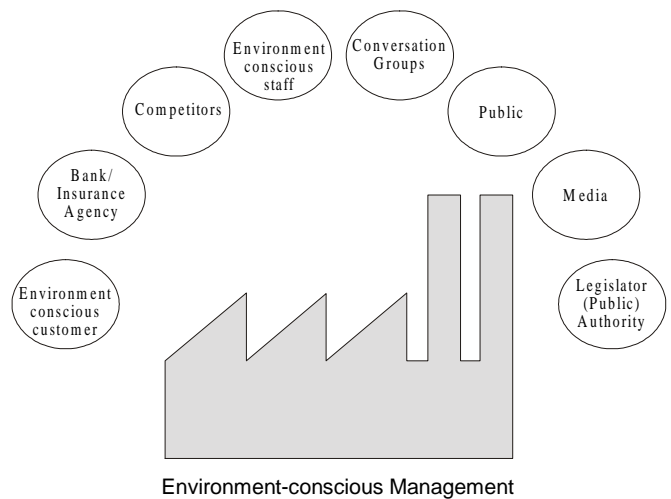 Environment
conscious
staff
Conversation
Groups
Competitors
Public
Bank/
Insurance
Agency
Media
Environment
conscious
customer
Legislator
(Public)
Authority
Environment-conscious Management